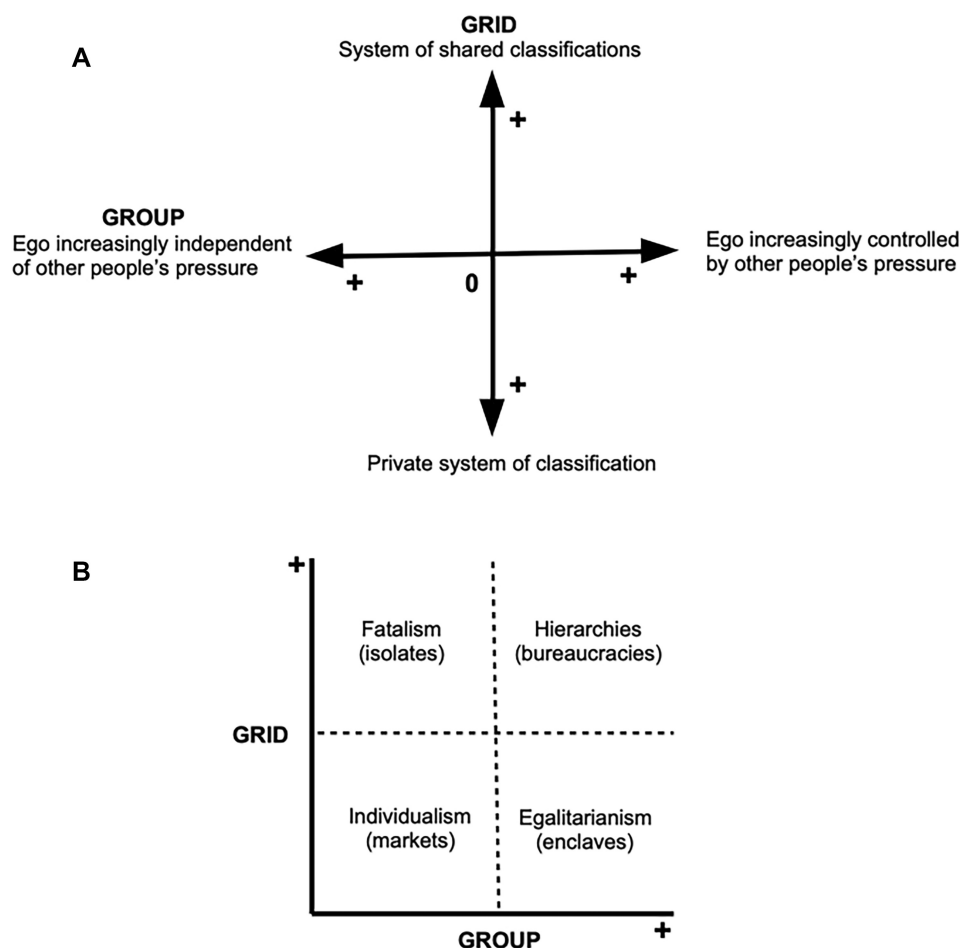 A
GRID
System of shared classifications
+
GROUP
Ego increasingly independent
of other people's pressure
Ego increasingly controlled
by other people's pressure
+
0
+
+
Private system of classification
B
+
Fatalism
(isolates)
Hierarchies
(bureaucracies)
GRID
Individualism
(markets)
Egalitarianism
(enclaves)
+
GROUP